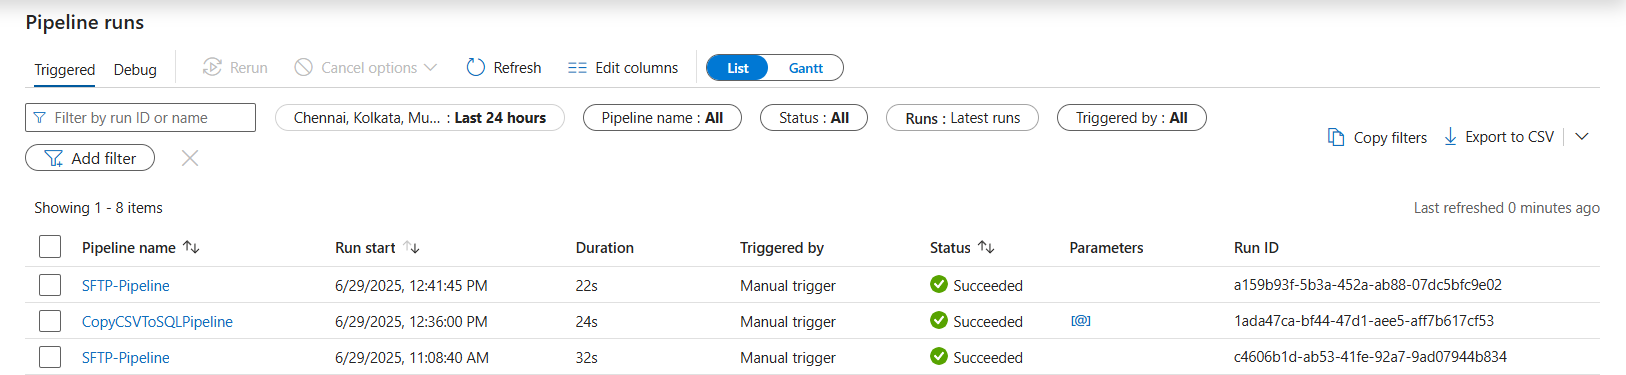 Pipeline runs
Triggered Debug Rerun Cancel options Refresh Edit columns List Gantt
Filter by run ID or name Chennai, Kolkata, Mu... : Last 24 hours Pipeline name : All Status : All Runs : Latest runs Triggered by : All
Copy filters Export to CSV
Add filter
Showing 1 - 8 items Last refreshed 0 minutes ago
Pipeline name Run start Duration Triggered by Status Parameters Run ID
SFTP-Pipeline 6/29/2025, 12:41:45 PM 22s Manual trigger Succeeded a159b93f-5b3a-452a-ab88-07dc5bfc9e02
CopyCSVToSQLPipeline 6/29/2025, 12:36:00 PM 24s Manual trigger Succeeded [@] 1ada47ca-bf44-47d1-aee5-aff7b617cf53
SFTP-Pipeline 6/29/2025, 11:08:40 AM 32s Manual trigger Succeeded c4606b1d-ab53-41fe-92a7-9ad07944b834